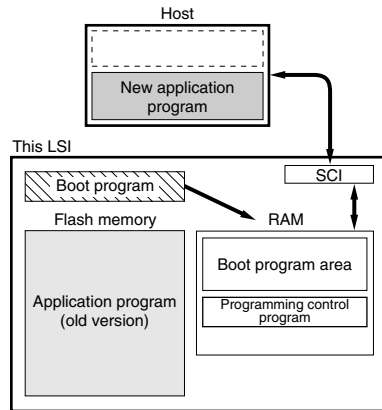 Host
New application
program
This LSI
SCI
Boot program
Flash memory
RAM
Application program
(old version)
Boot program area
Programming control
program